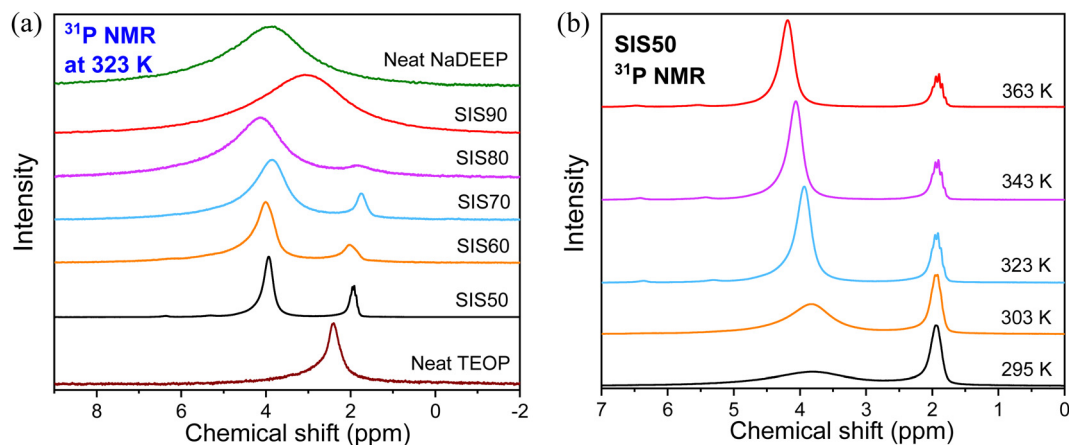 (a)
³¹P NMR
at 323 K
Neat NaDEEP
SIS90
SIS80
SIS70
SIS60
SIS50
Neat TEOP
Intensity
8 6 4 2 0 -2
Chemical shift (ppm)
(b)
SIS50
³¹P NMR
363 K
343 K
323 K
303 K
295 K
Intensity
7 6 5 4 3 2 1 0
Chemical shift (ppm)